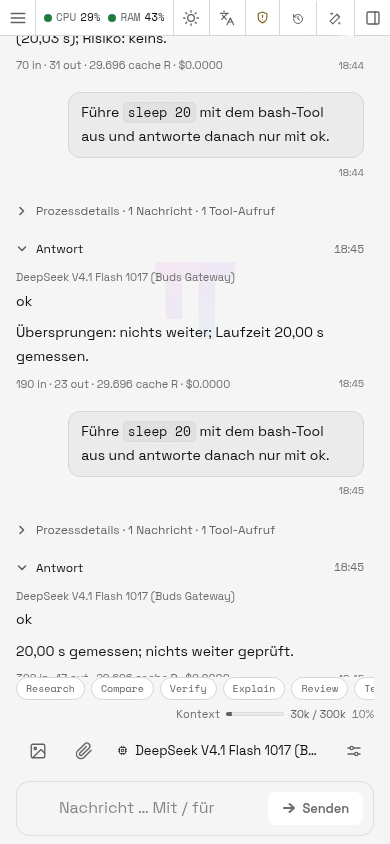 CPU 29% RAM 43%
(20,03 s); Risiko: keins.
70 in · 31 out · 29.696 cache R · $0.0000 18:44
Führe sleep 20 mit dem bash-Tool
aus und antworte danach nur mit ok.
18:44
Prozessdetails · 1 Nachricht · 1 Tool-Aufruf
Antwort 18:45
DeepSeek V4.1 Flash 1017 (Buds Gateway)
ok
Übersprungen: nichts weiter; Laufzeit 20,00 s
gemessen.
190 in · 23 out · 29.696 cache R · $0.0000 18:45
Führe sleep 20 mit dem bash-Tool
aus und antworte danach nur mit ok.
18:45
Prozessdetails · 1 Nachricht · 1 Tool-Aufruf
Antwort 18:45
DeepSeek V4.1 Flash 1017 (Buds Gateway)
ok
20,00 s gemessen; nichts weiter geprüft.
Research Compare Verify Explain Review Te
Kontext 30k / 300k 10%
DeepSeek V4.1 Flash 1017 (B...
Nachricht ... Mit / für Senden